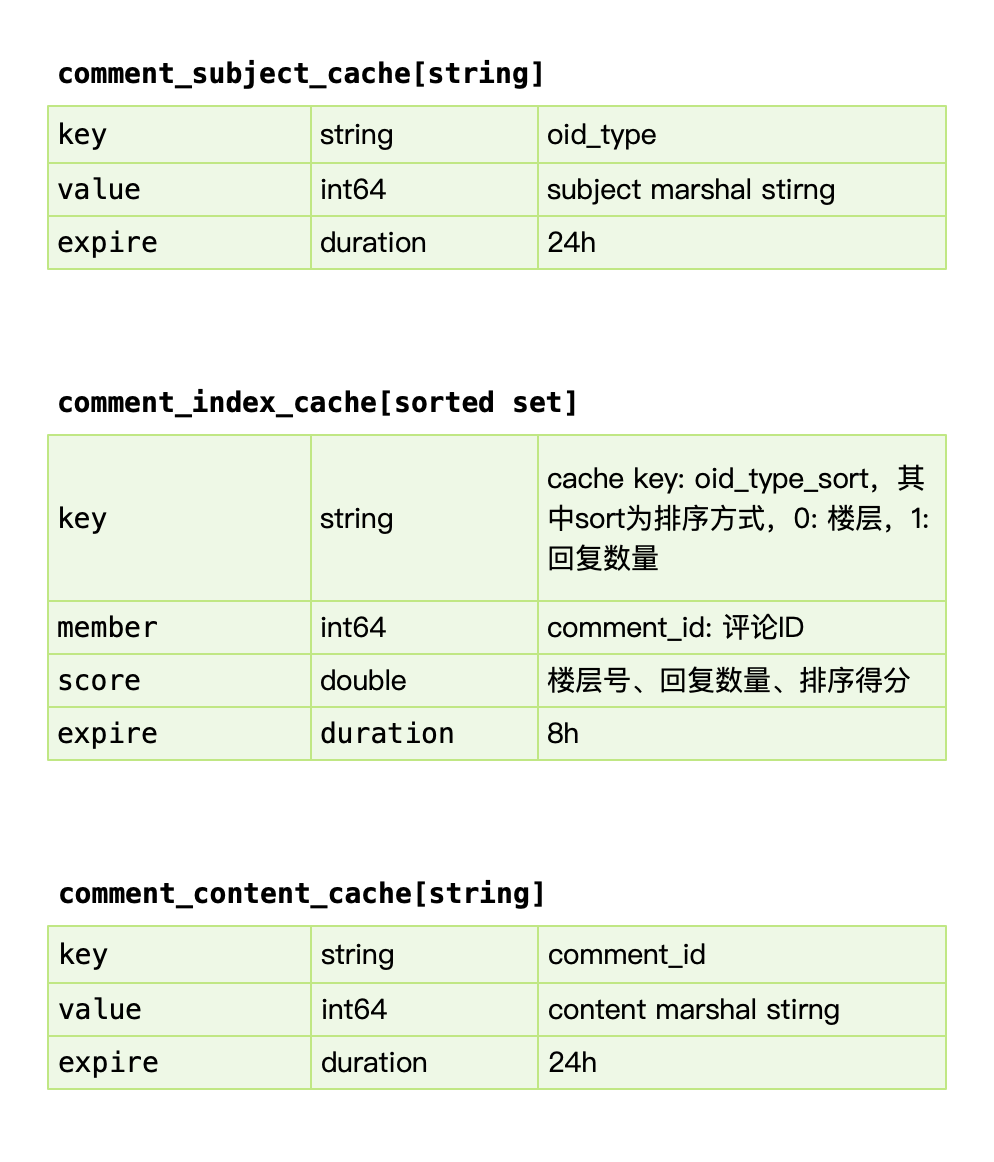 comment_subject_cache[string]
key string oid_type
value int64 subject marshal stirng
expire duration 24h
comment_index_cache[sorted set]
key string cache key: oid_type_sort，其
中sort为排序方式，0: 楼层，1:
回复数量
member int64 comment_id: 评论ID
score double 楼层号、回复数量、排序得分
expire duration 8h
comment_content_cache[string]
key string comment_id
value int64 content marshal stirng
expire duration 24h